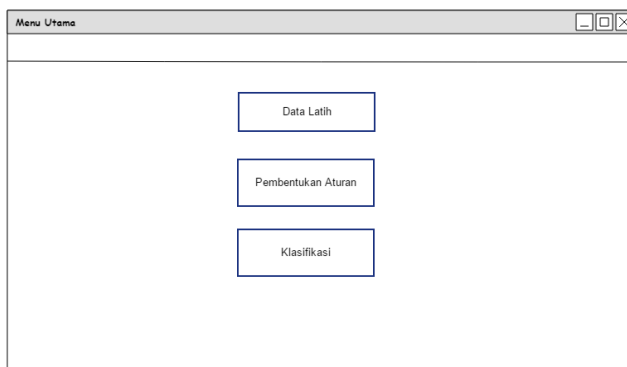 Menu Utama
Data Latih
Pembentukan Aturan
Klasifikasi